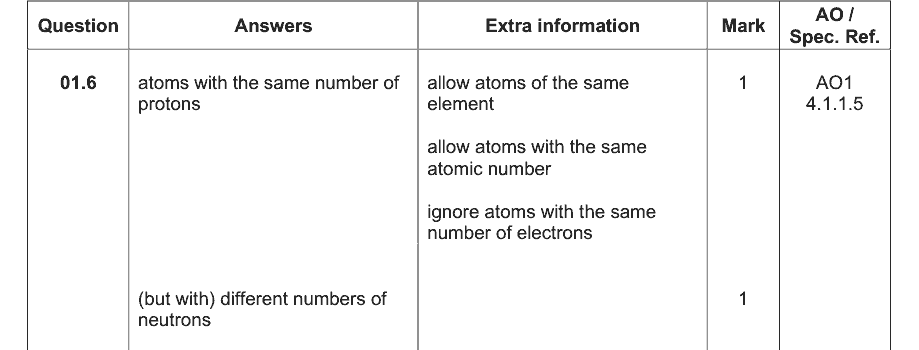 Question Answers Extra information Mark AO /
Spec. Ref.
01.6 atoms with the same number of allow atoms of the same 1 AO1
protons element 4.1.1.5
allow atoms with the same
atomic number
ignore atoms with the same
number of electrons
(but with) different numbers of 1
neutrons